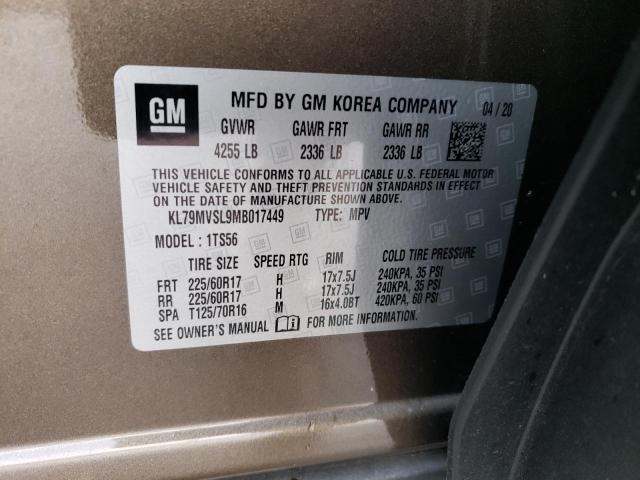 GM MFD BY GM KOREA COMPANY 04 / 20
GVWR GAWR FRT GAWR RR
4255 LB 2336 LB 2336 LB
THIS VEHICLE CONFORMS TO ALL APPLICABLE U.S. FEDERAL MOTOR
VEHICLE SAFETY AND THEFT PREVENTION STANDARDS IN EFFECT
ON THE DATE OF MANUFACTURE SHOWN ABOVE.
KL79MVSL9MB017449 TYPE: MPV
MODEL : 1TS56
TIRE SIZE SPEED RTG RIM COLD TIRE PRESSURE
FRT 225/60R17 H 17x7.5J 240KPA, 35 PSI
RR 225/60R17 H 17x7.5J 240KPA, 35 PSI
SPA T125/70R16 M 16x4.0BT 420KPA, 60 PSI
SEE OWNER'S MANUAL FOR MORE INFORMATION.